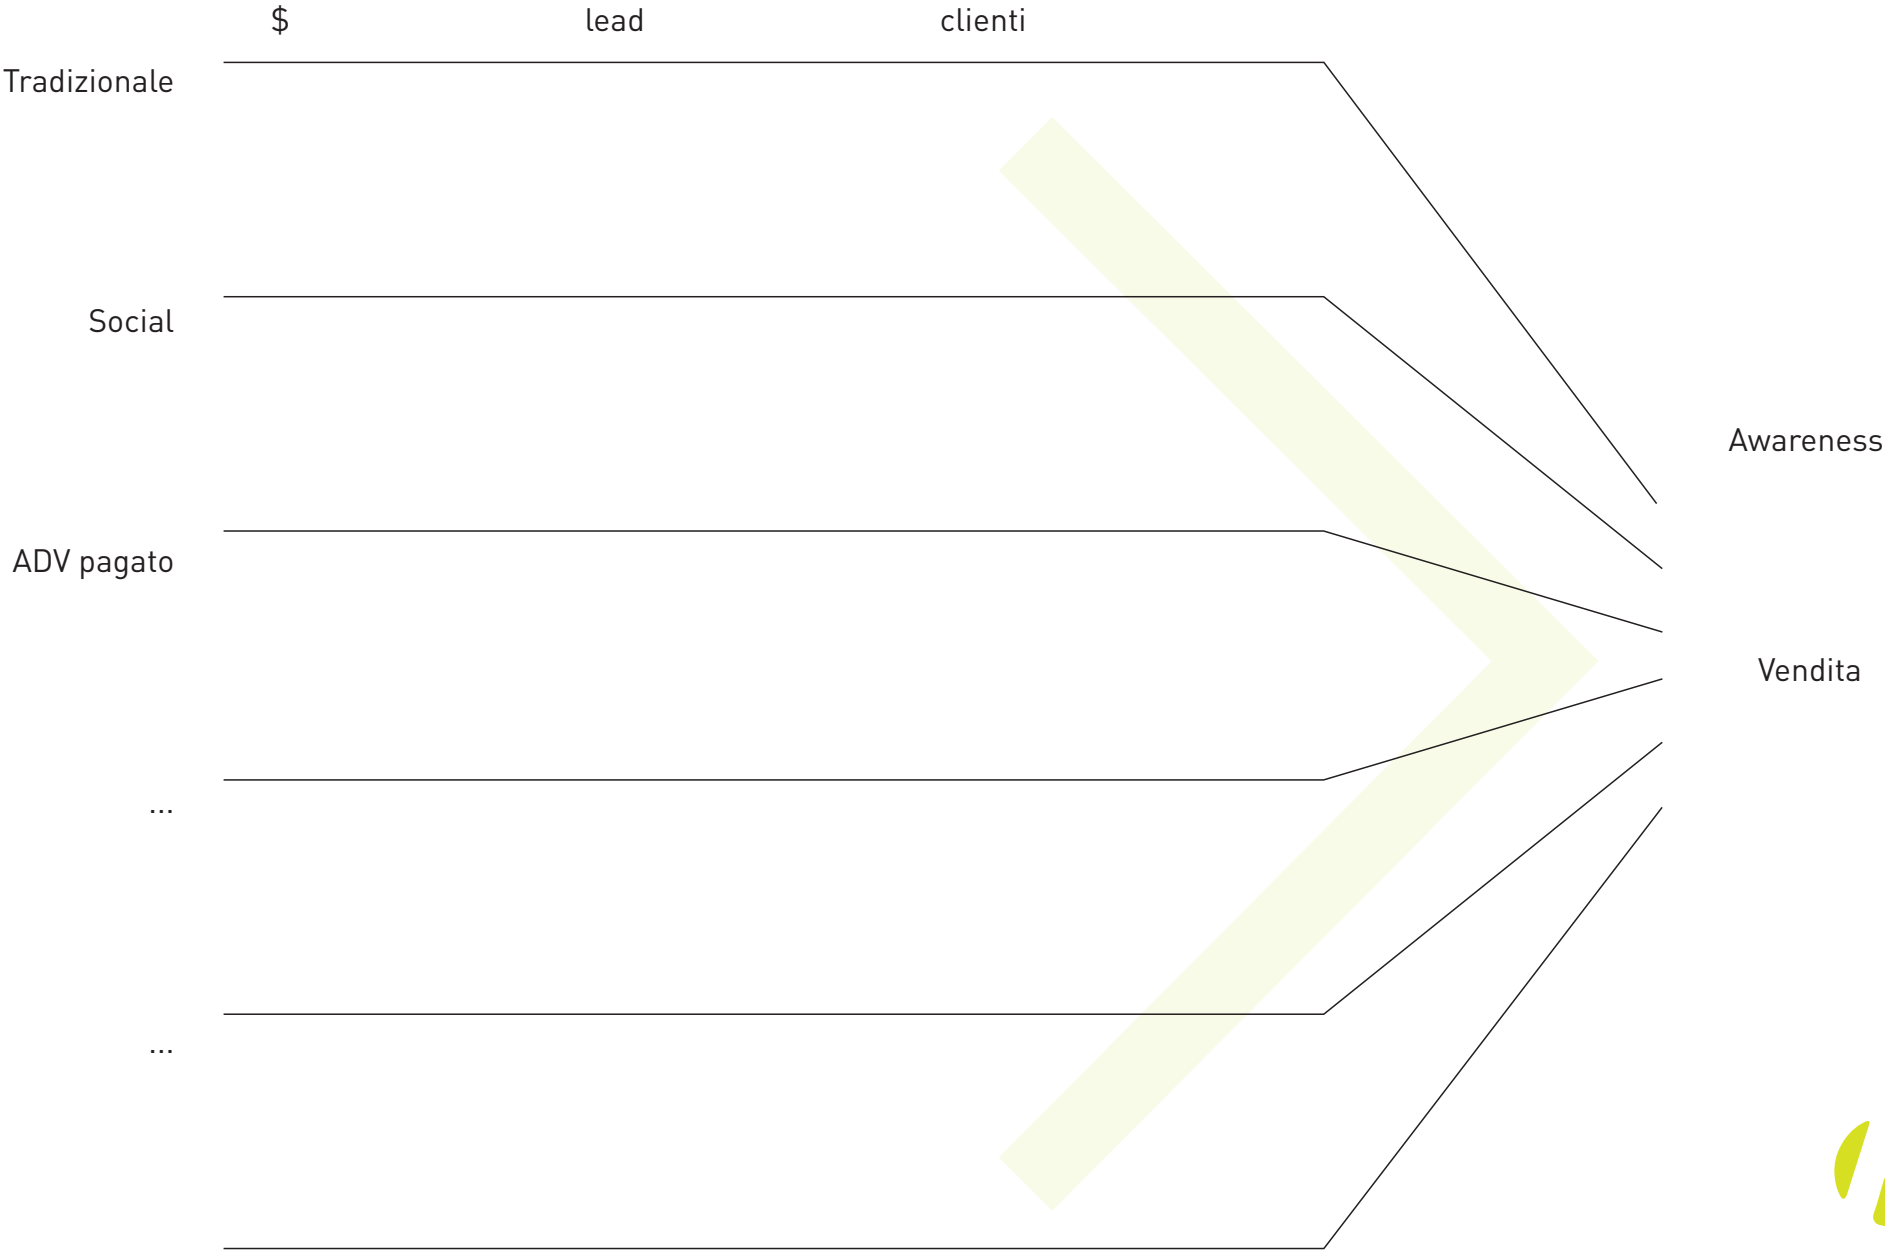 $ lead clienti
Tradizionale
Social
Awareness
ADV pagato
Vendita
...
...